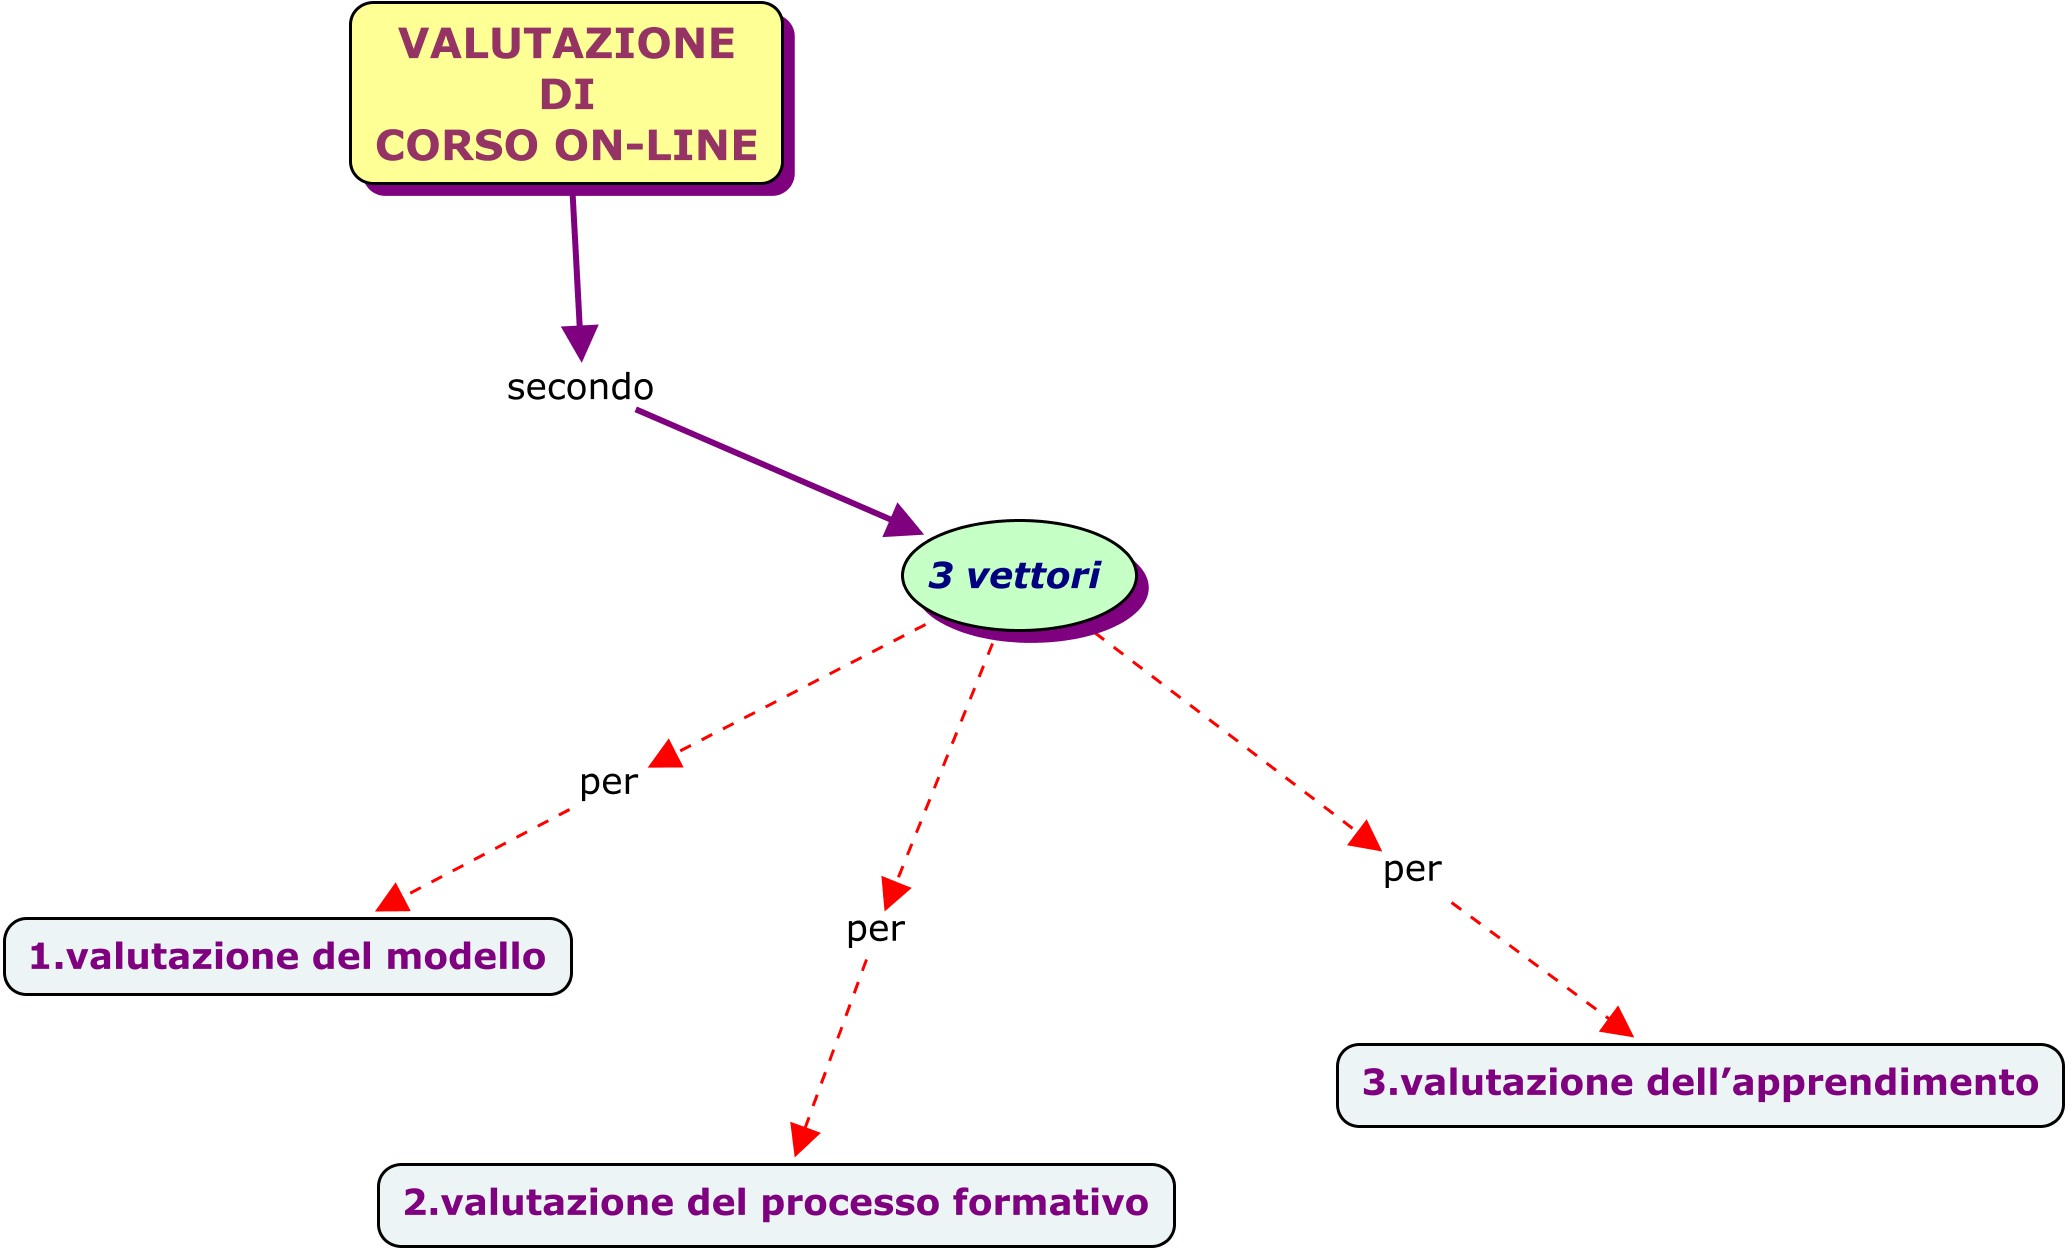 VALUTAZIONE
DI
CORSO ON-LINE
secondo
3 vettori
per
per
per
1.valutazione del modello
2.valutazione del processo formativo
3.valutazione dell’apprendimento